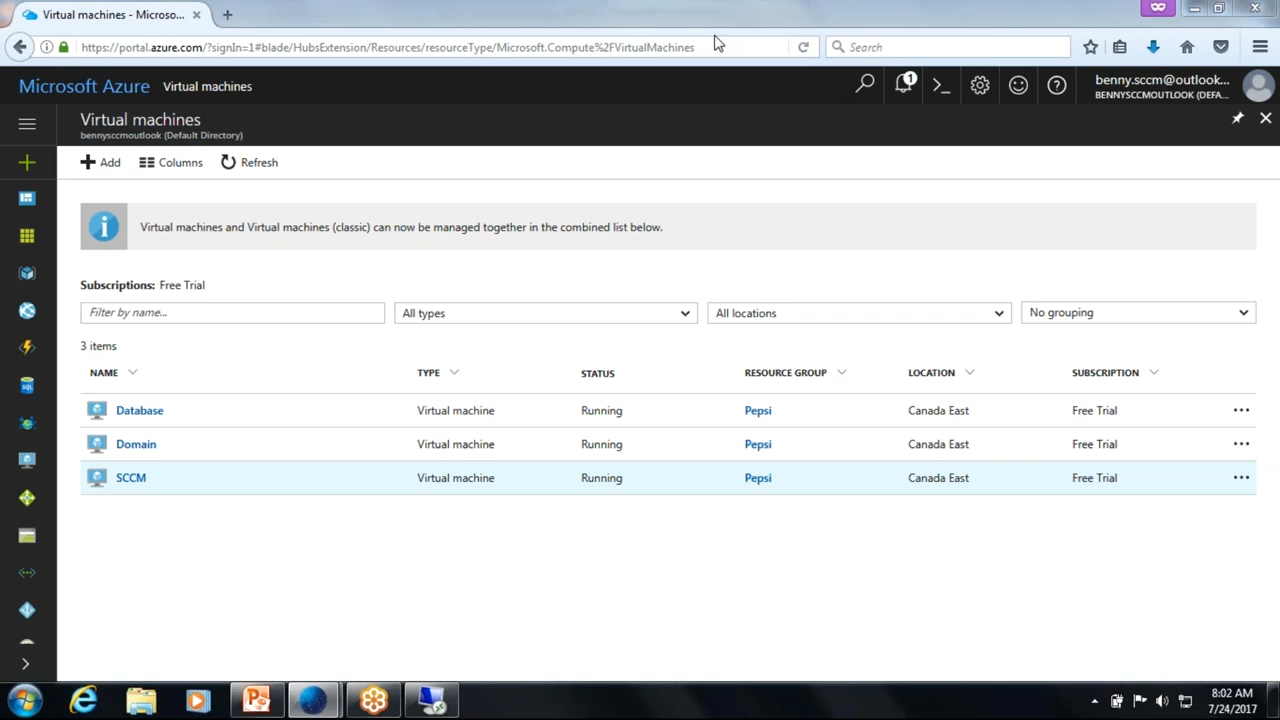 Virtual machines - Microso...
https://portal.azure.com/?signIn=1#blade/HubsExtension/Resources/resourceType/Microsoft.Compute%2FVirtualMachines
Search
Microsoft Azure Virtual machines
1
benny.sccm@outlook...
BENNYSCCMOUTLOOK (DEFA...
Virtual machines
bennysccmoutlook (Default Directory)
Add Columns Refresh
Virtual machines and Virtual machines (classic) can now be managed together in the combined list below.
Subscriptions: Free Trial
Filter by name... All types All locations No grouping
3 items
NAME TYPE STATUS RESOURCE GROUP LOCATION SUBSCRIPTION
Database Virtual machine Running Pepsi Canada East Free Trial
Domain Virtual machine Running Pepsi Canada East Free Trial
SCCM Virtual machine Running Pepsi Canada East Free Trial
SQL
8:02 AM
7/24/2017